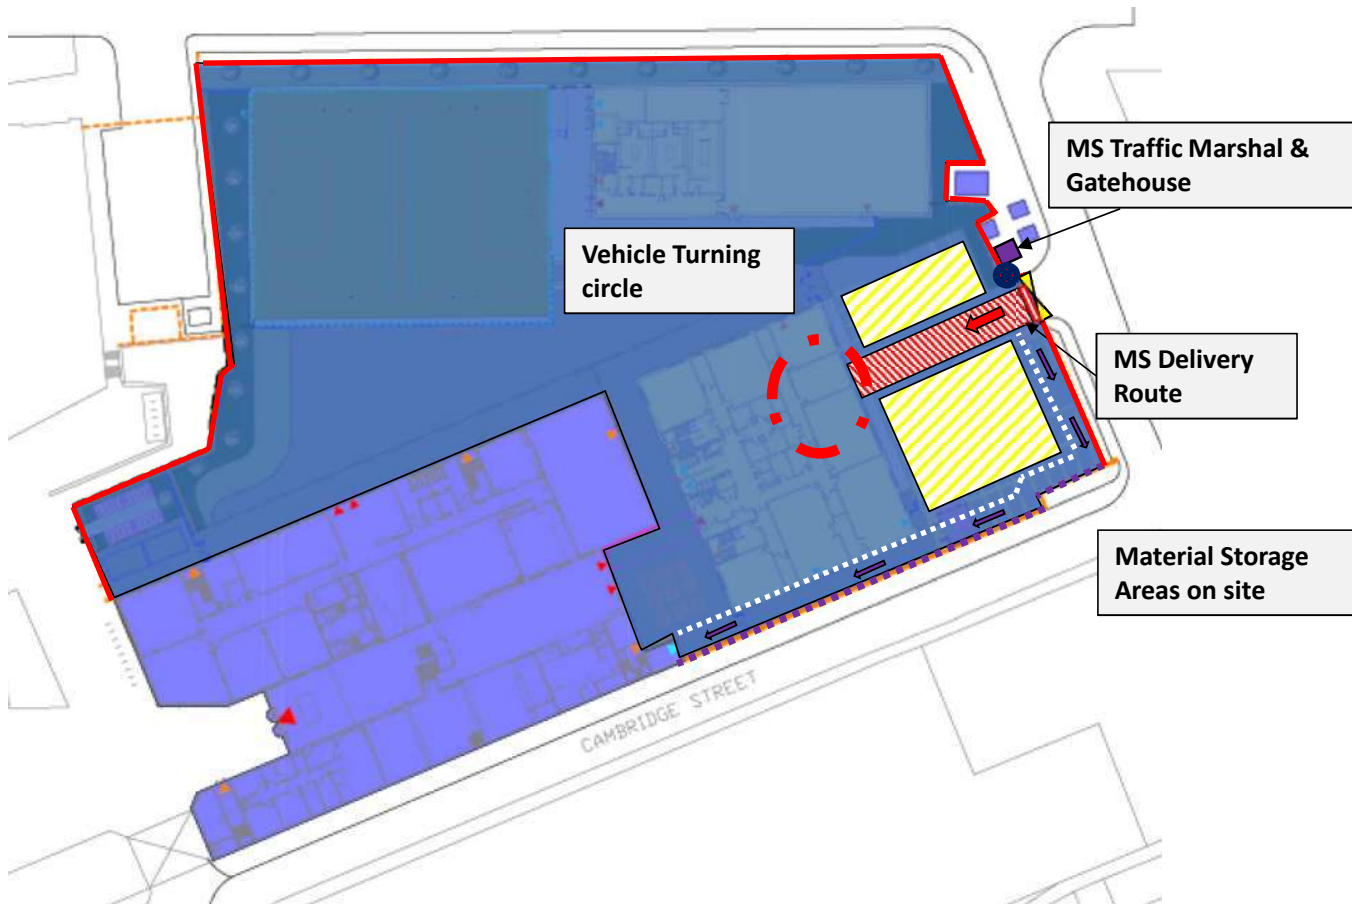 MS Traffic Marshal &
Gatehouse
Vehicle Turning
circle
MS Delivery
Route
Material Storage
Areas on site
CAMBRIDGE STREET